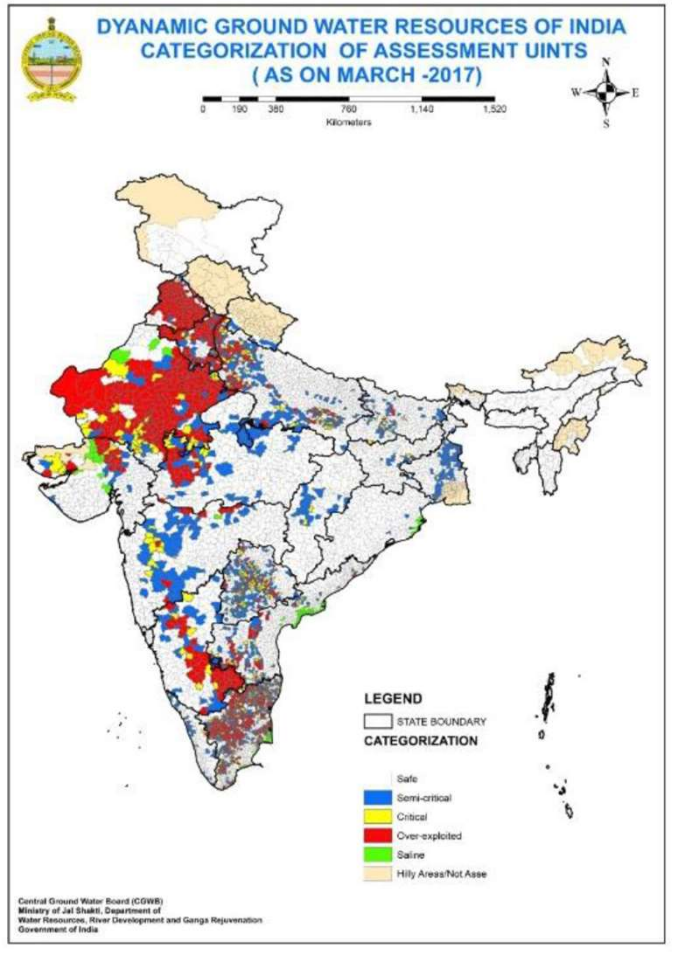 DYANAMIC GROUND WATER RESOURCES OF INDIA
CATEGORIZATION OF ASSESSMENT UINTS
( AS ON MARCH -2017)
N
W E
S
0 190 380 760 1,140 1,520
Kilometers
LEGEND
STATE BOUNDARY
CATEGORIZATION
Safe
Semi-critical
Critical
Over-exploited
Saline
Hilly Areas/Not Asse
Central Ground Water Board (CGWB)
Ministry of Jal Shakti, Department of
Water Resources, River Development and Ganga Rejuvenation
Government of India